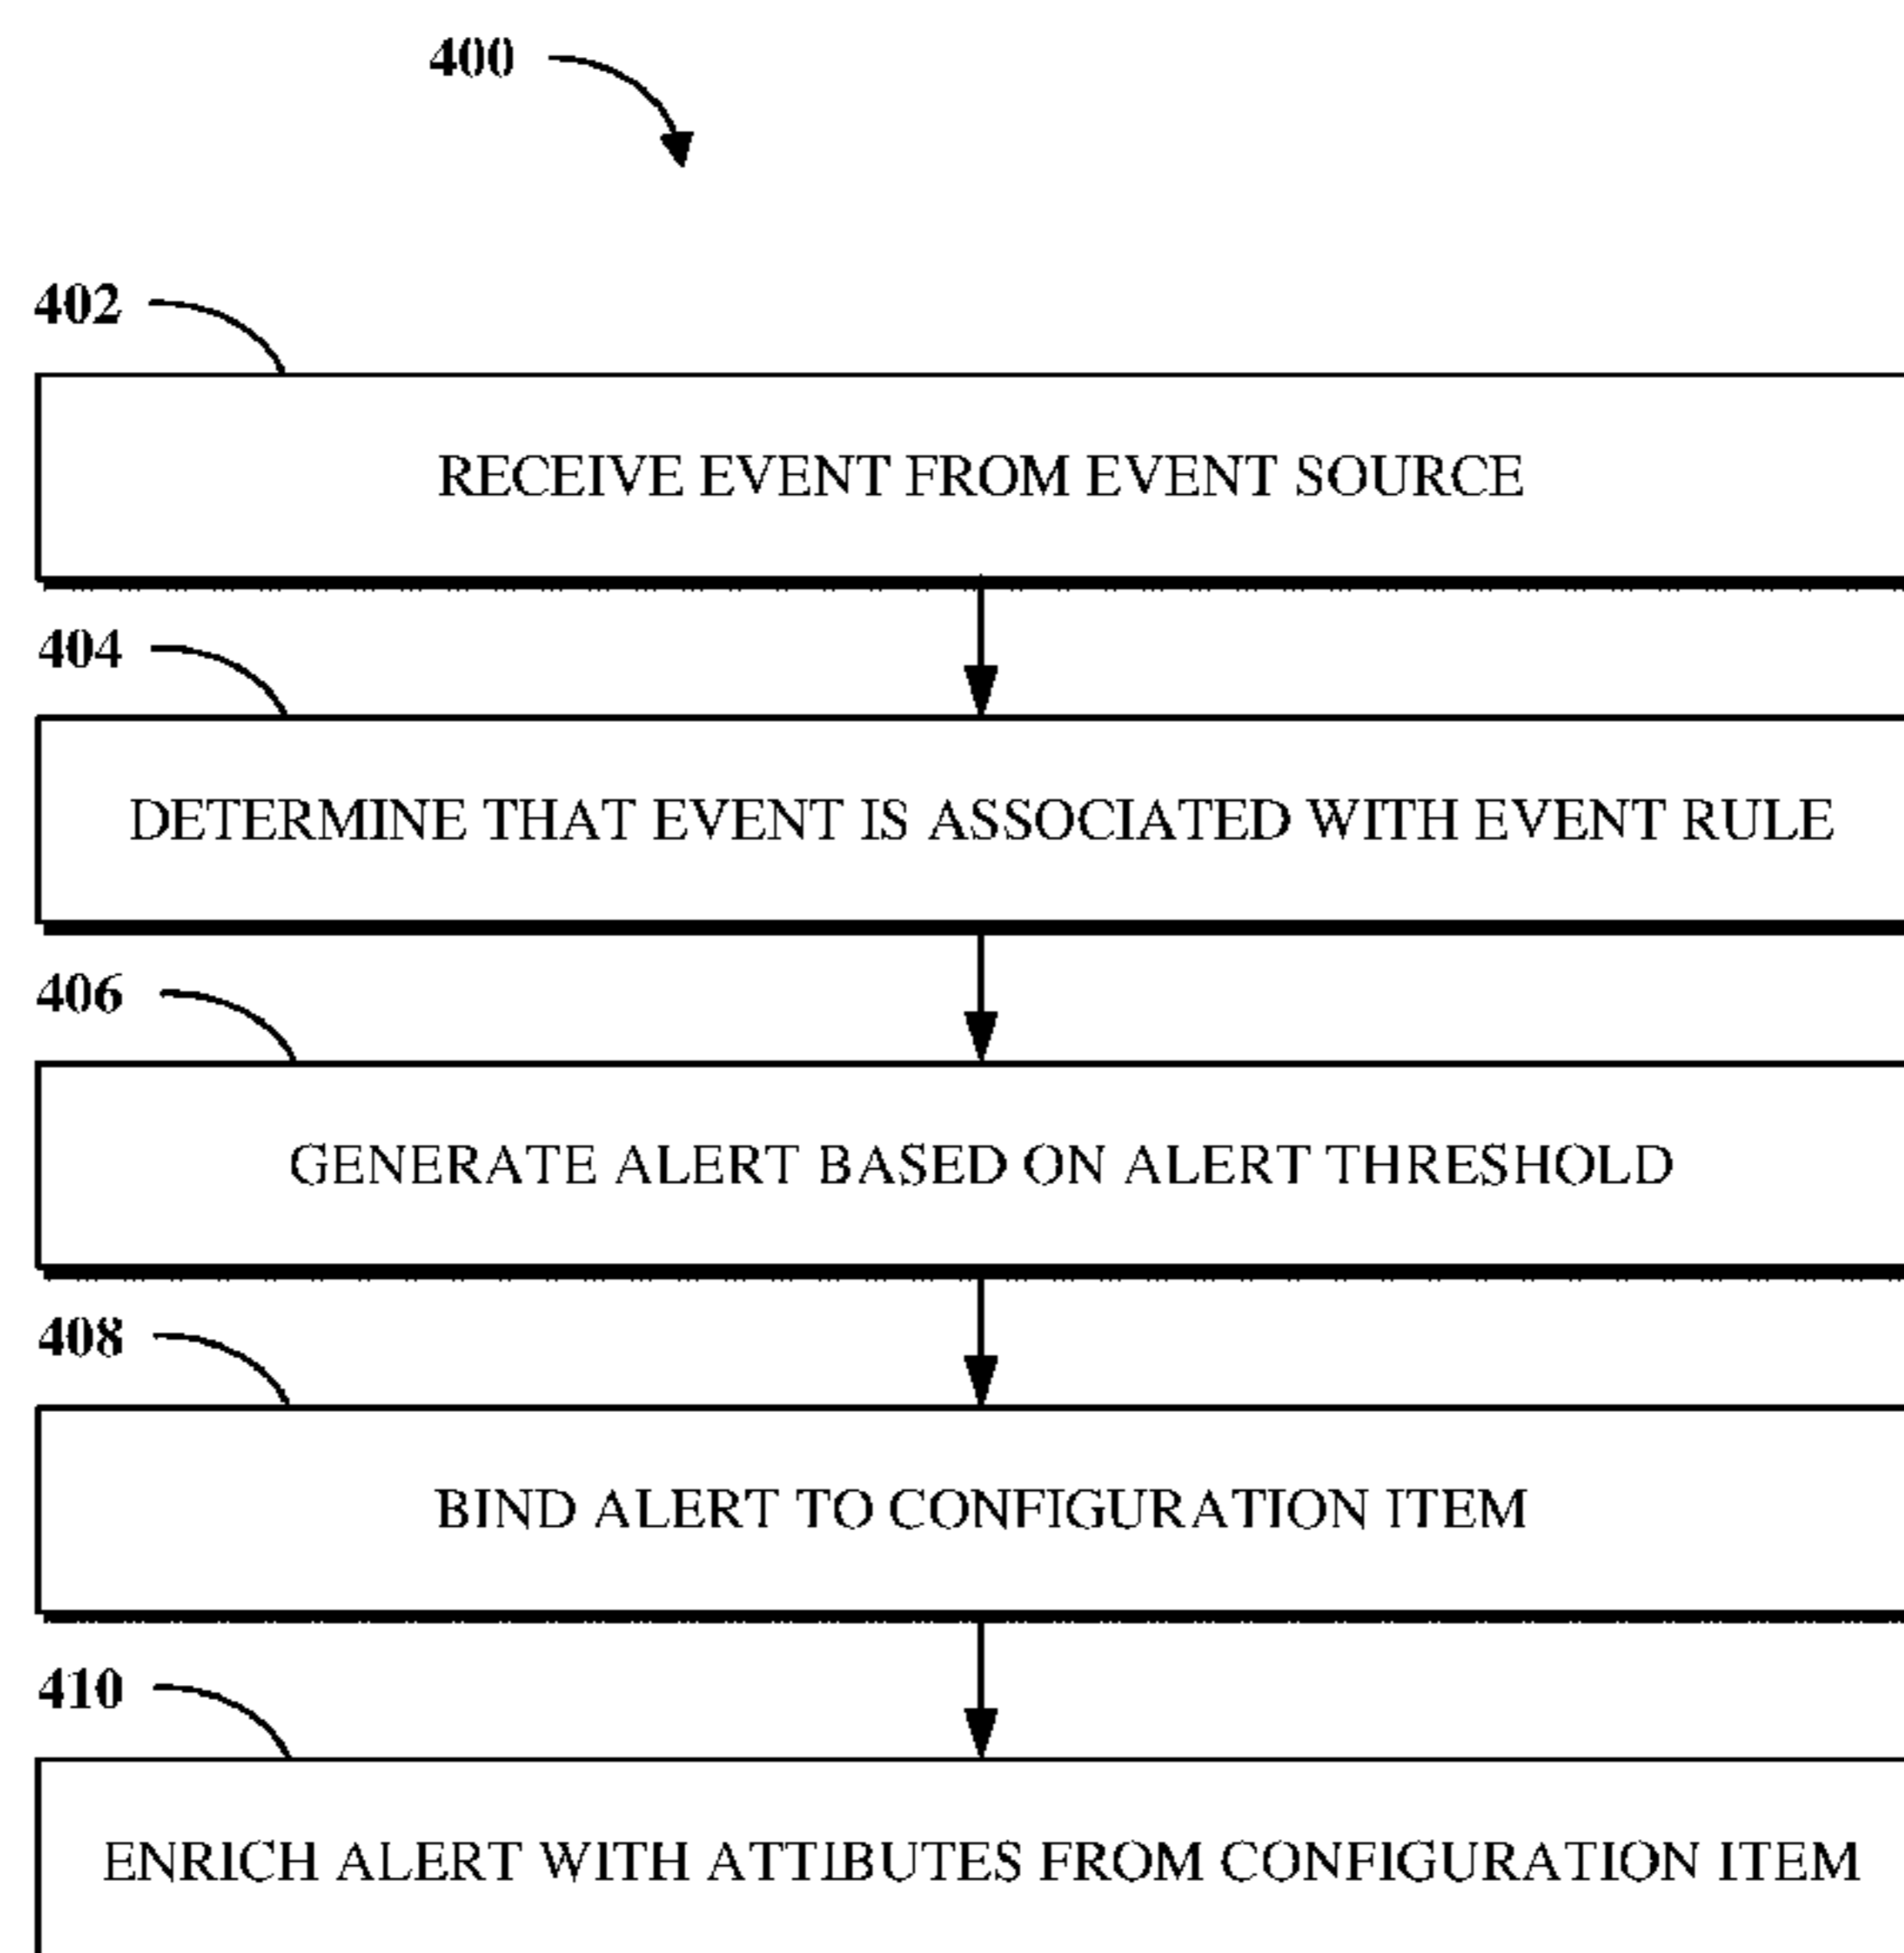 400
402
RECEIVE EVENT FROM EVENT SOURCE
404
DETERMINE THAT EVENT IS ASSOCIATED WITH EVENT RULE
406
GENERATE ALERT BASED ON ALERT THRESHOLD
408
BIND ALERT TO CONFIGURATION ITEM
410
ENRICH ALERT WITH ATTIBUTES FROM CONFIGURATION ITEM